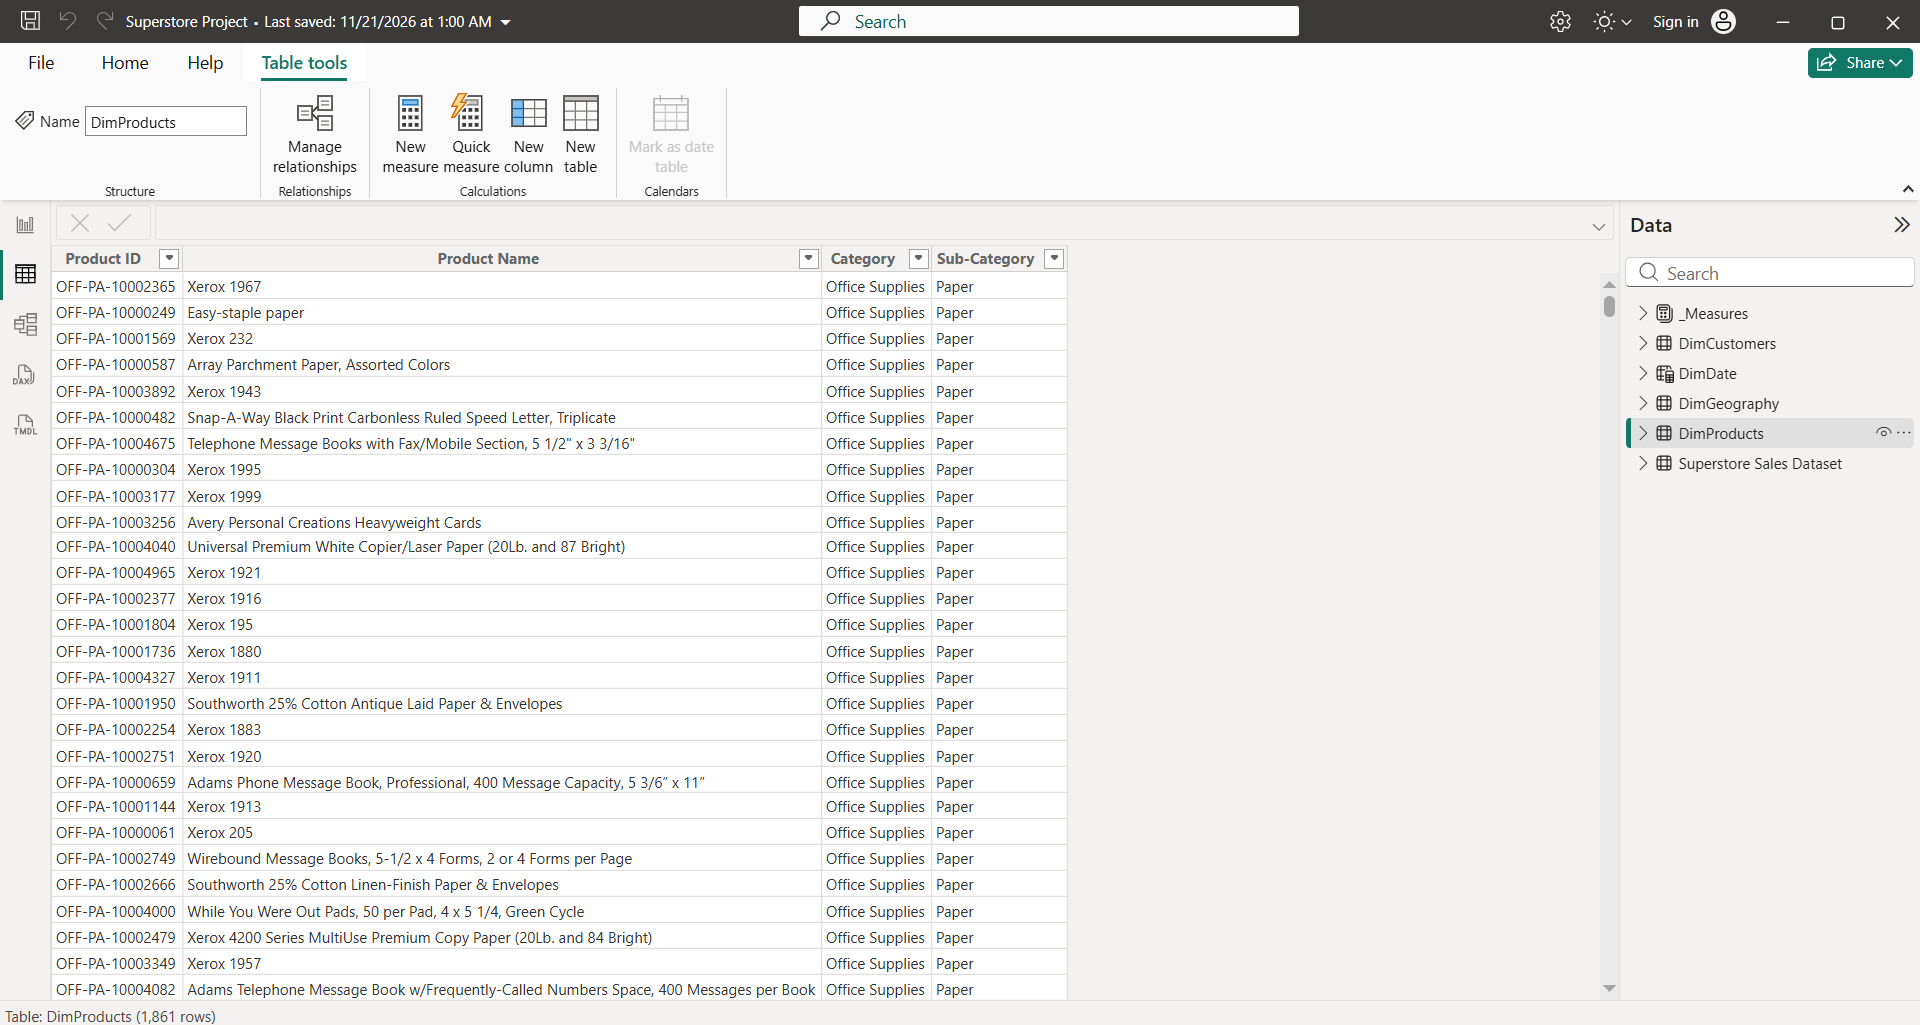 Superstore Project • Last saved: 11/21/2026 at 1:00 AM
Search
Sign in
File Home Help Table tools
Share
Name DimProducts
Structure
Manage relationships
Relationships
New measure
Quick measure
New column
New table
Calculations
Mark as date table
Calendars
DAX
TMDL
Product ID Product Name Category Sub-Category
OFF-PA-10002365 Xerox 1967 Office Supplies Paper
OFF-PA-10000249 Easy-staple paper Office Supplies Paper
OFF-PA-10001569 Xerox 232 Office Supplies Paper
OFF-PA-10000587 Array Parchment Paper, Assorted Colors Office Supplies Paper
OFF-PA-10003892 Xerox 1943 Office Supplies Paper
OFF-PA-10000482 Snap-A-Way Black Print Carbonless Ruled Speed Letter, Triplicate Office Supplies Paper
OFF-PA-10004675 Telephone Message Books with Fax/Mobile Section, 5 1/2" x 3 3/16" Office Supplies Paper
OFF-PA-10000304 Xerox 1995 Office Supplies Paper
OFF-PA-10003177 Xerox 1999 Office Supplies Paper
OFF-PA-10003256 Avery Personal Creations Heavyweight Cards Office Supplies Paper
OFF-PA-10004040 Universal Premium White Copier/Laser Paper (20Lb. and 87 Bright) Office Supplies Paper
OFF-PA-10004965 Xerox 1921 Office Supplies Paper
OFF-PA-10002377 Xerox 1916 Office Supplies Paper
OFF-PA-10001804 Xerox 195 Office Supplies Paper
OFF-PA-10001736 Xerox 1880 Office Supplies Paper
OFF-PA-10004327 Xerox 1911 Office Supplies Paper
OFF-PA-10001950 Southworth 25% Cotton Antique Laid Paper & Envelopes Office Supplies Paper
OFF-PA-10002254 Xerox 1883 Office Supplies Paper
OFF-PA-10002751 Xerox 1920 Office Supplies Paper
OFF-PA-10000659 Adams Phone Message Book, Professional, 400 Message Capacity, 5 3/6” x 11” Office Supplies Paper
OFF-PA-10001144 Xerox 1913 Office Supplies Paper
OFF-PA-10000061 Xerox 205 Office Supplies Paper
OFF-PA-10002749 Wirebound Message Books, 5-1/2 x 4 Forms, 2 or 4 Forms per Page Office Supplies Paper
OFF-PA-10002666 Southworth 25% Cotton Linen-Finish Paper & Envelopes Office Supplies Paper
OFF-PA-10004000 While You Were Out Pads, 50 per Pad, 4 x 5 1/4, Green Cycle Office Supplies Paper
OFF-PA-10002479 Xerox 4200 Series MultiUse Premium Copy Paper (20Lb. and 84 Bright) Office Supplies Paper
OFF-PA-10003349 Xerox 1957 Office Supplies Paper
OFF-PA-10004082 Adams Telephone Message Book w/Frequently-Called Numbers Space, 400 Messages per Book Office Supplies Paper
Data
Search
_Measures
DimCustomers
DimDate
DimGeography
DimProducts
Superstore Sales Dataset
Table: DimProducts (1,861 rows)